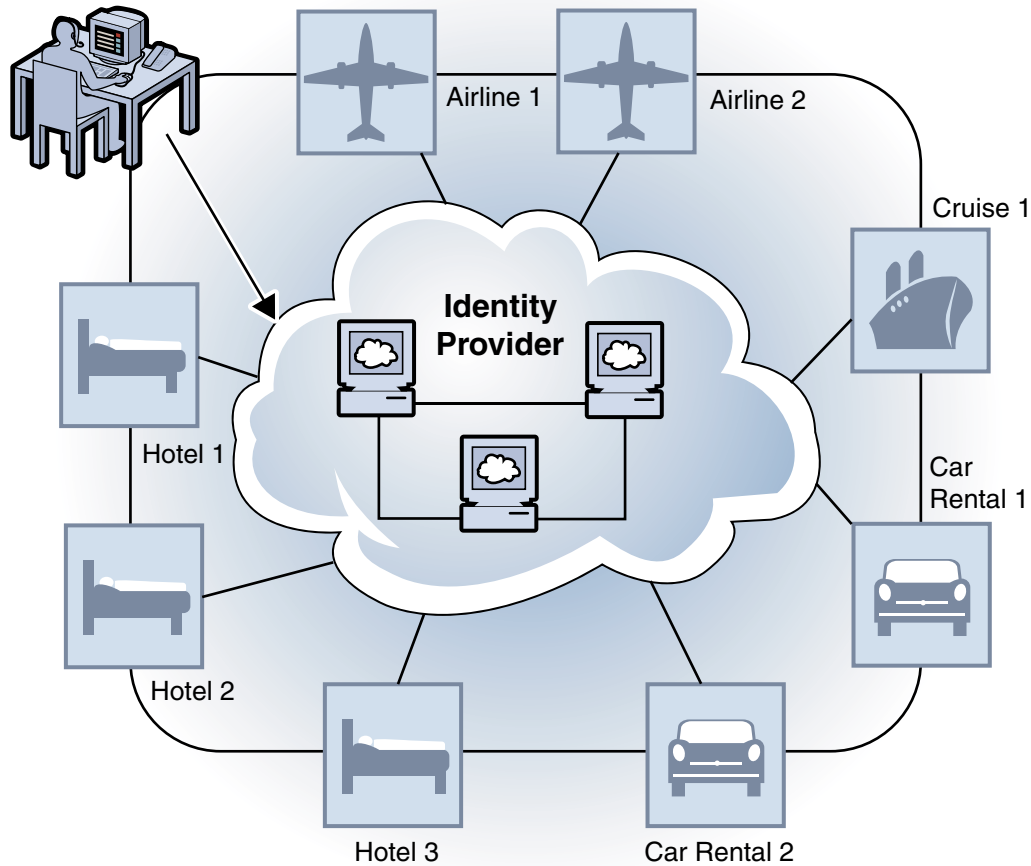 Airline 1
Airline 2
Cruise 1
Identity
Provider
Hotel 1
Car
Rental 1
Hotel 2
Hotel 3
Car Rental 2